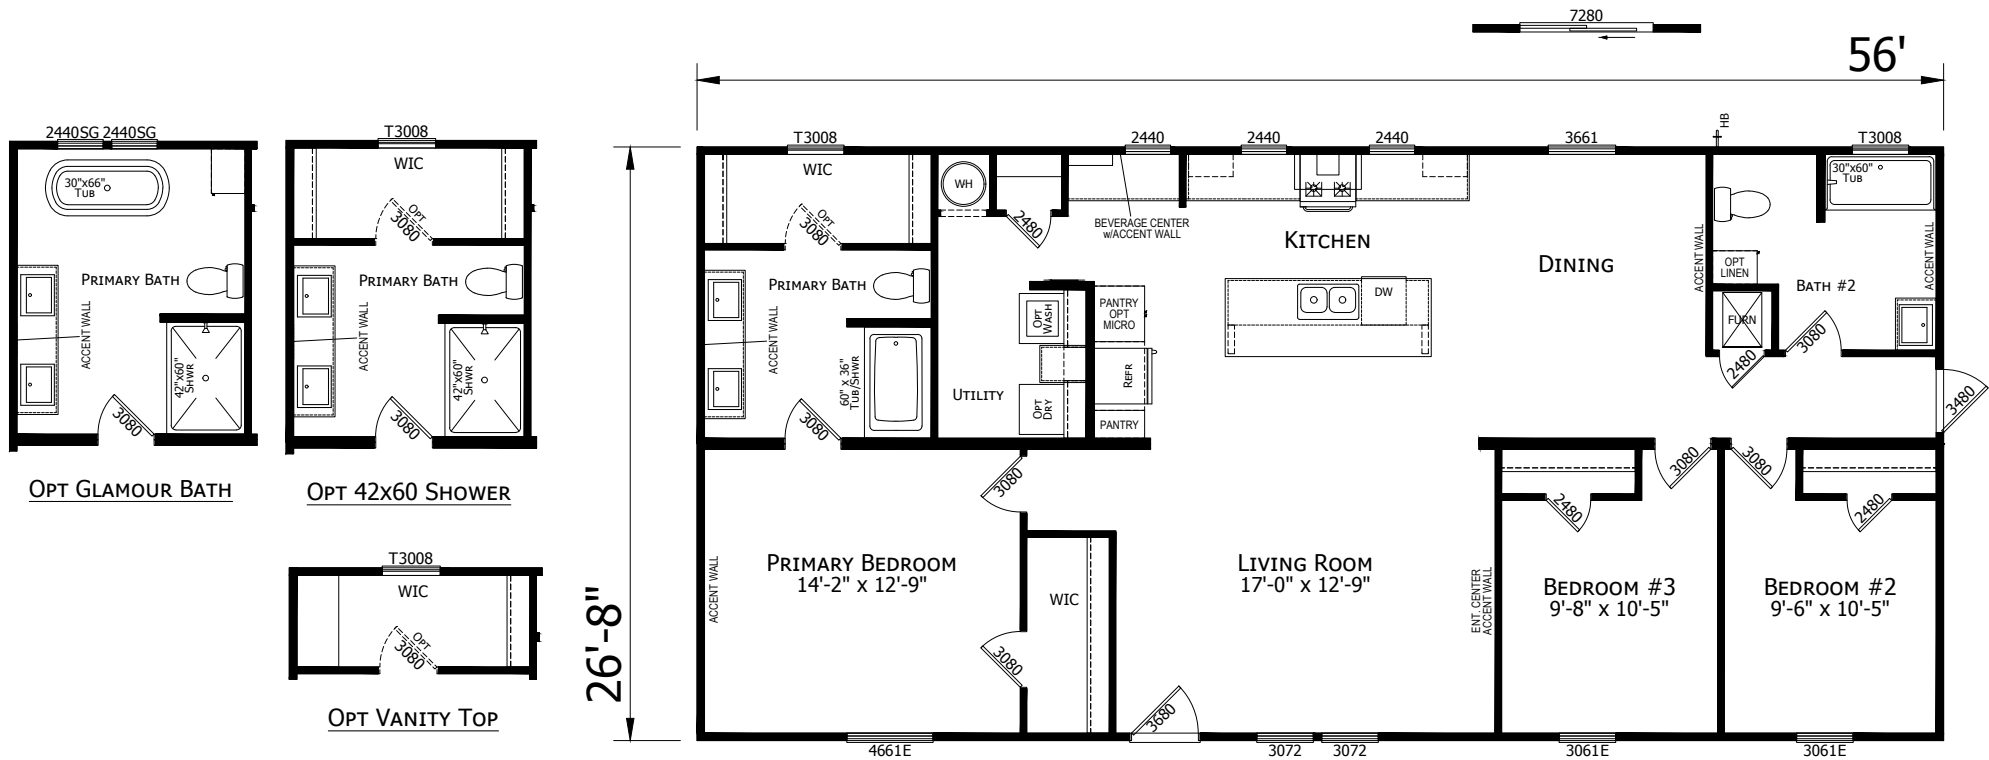 7280
56'
2440SG 2440SG
30"x66"
TUB
PRIMARY BATH
ACCENT WALL
42"x60"
SHWR
3080
OPT GLAMOUR BATH
T3008
WIC
OPT
3080
PRIMARY BATH
ACCENT WALL
42"x60"
SHWR
3080
OPT 42x60 SHOWER
T3008
WIC
OPT
3080
OPT VANITY TOP
26'-8"
T3008
WIC
OPT
3080
PRIMARY BATH
ACCENT WALL
60" x 36"
TUB/SHWR
3080
WH
2480
2440
2440
2440
3661
HB
T3008
BEVERAGE CENTER
w/ACCENT WALL
KITCHEN
DINING
DW
OPT
WASH
UTILITY
OPT
DRY
PANTRY
OPT
MICRO
REFR
PANTRY
ACCENT WALL
30"x60"
TUB
OPT
LINEN
BATH #2
ACCENT WALL
FURN
2480
3080
3480
3080
PRIMARY BEDROOM
14'-2" x 12'-9"
ACCENT WALL
WIC
3080
LIVING ROOM
17'-0" x 12'-9"
ENT. CENTER
ACCENT WALL
3080
2480
BEDROOM #3
9'-8" x 10'-5"
3080
2480
BEDROOM #2
9'-6" x 10'-5"
4661E
3680
3072
3072
3061E
3061E